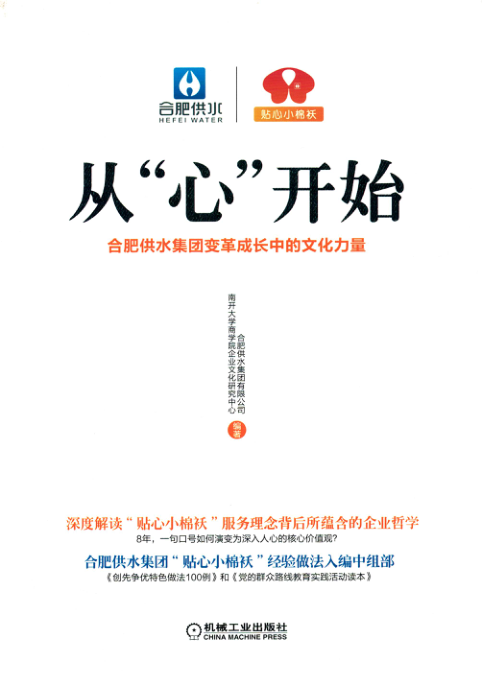 合肥供水
HEFEI WATER
贴心小棉袄
从“心”开始
合肥供水集团变革成长中的文化力量
合肥供水集团有限公司
南开大学商学院企业文化研究中心
编著
深度解读“贴心小棉袄”服务理念背后所蕴含的企业哲学
8年，一句口号如何演变为深入人心的核心价值观？
合肥供水集团“贴心小棉袄”经验做法入编中组部
《创先争优特色做法100例》和《党的群众路线教育实践活动读本》
机械工业出版社
CHINA MACHINE PRESS